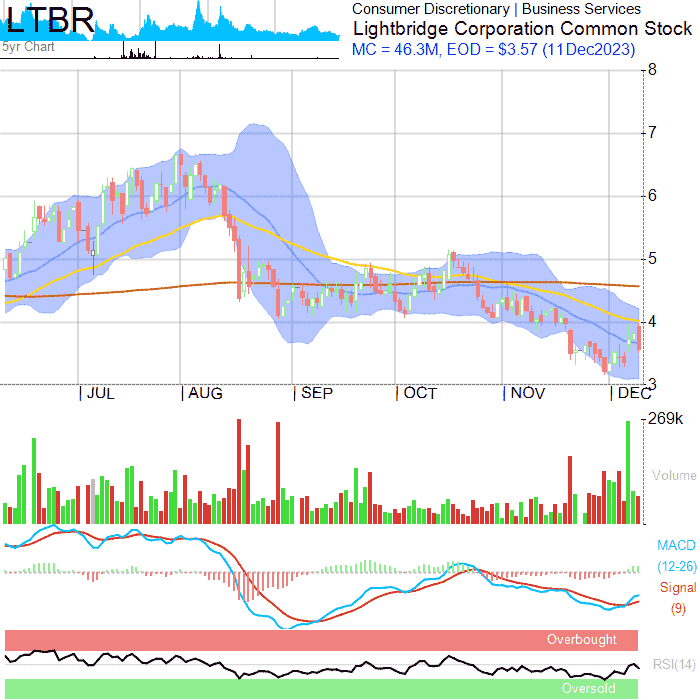 LTBR
5yr Chart
Consumer Discretionary | Business Services
Lightbridge Corporation Common Stock
MC = 46.3M, EOD = $3.57 (11Dec2023)
8
7
6
5
4
3
JUL
AUG
SEP
OCT
NOV
DEC
269k
Volume
MACD
(12-26)
Signal
(9)
Overbought
RSI(14)
Oversold